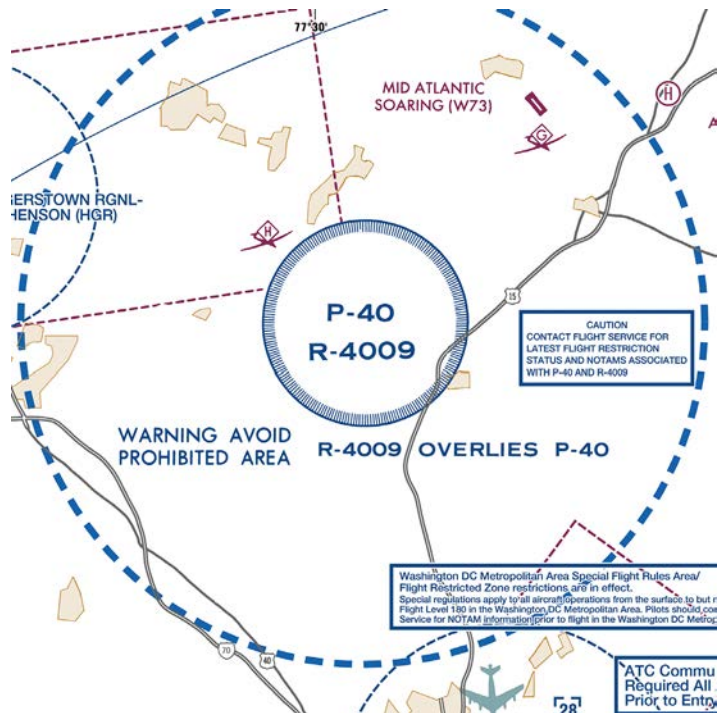 77°30'
MID ATLANTIC
SOARING (W73)
H
G
ERSTOWN RGNL-
HENSON (HGR)
H
P-40
R-4009
15
CAUTION
CONTACT FLIGHT SERVICE FOR
LATEST FLIGHT RESTRICTION
STATUS AND NOTAMS ASSOCIATED
WITH P-40 AND R-4009
WARNING AVOID
PROHIBITED AREA
R-4009 OVERLIES P-40
Washington DC Metropolitan Area Special Flight Rules Area/
Flight Restricted Zone restrictions are in effect.
Special regulations apply to all aircraft operations from the surface to but n
Flight Level 180 in the Washington DC Metropolitan Area. Pilots should con
Service for NOTAM information prior to flight in the Washington DC Metrop
70
40
28
ATC Commu
Required All
Prior to Entry